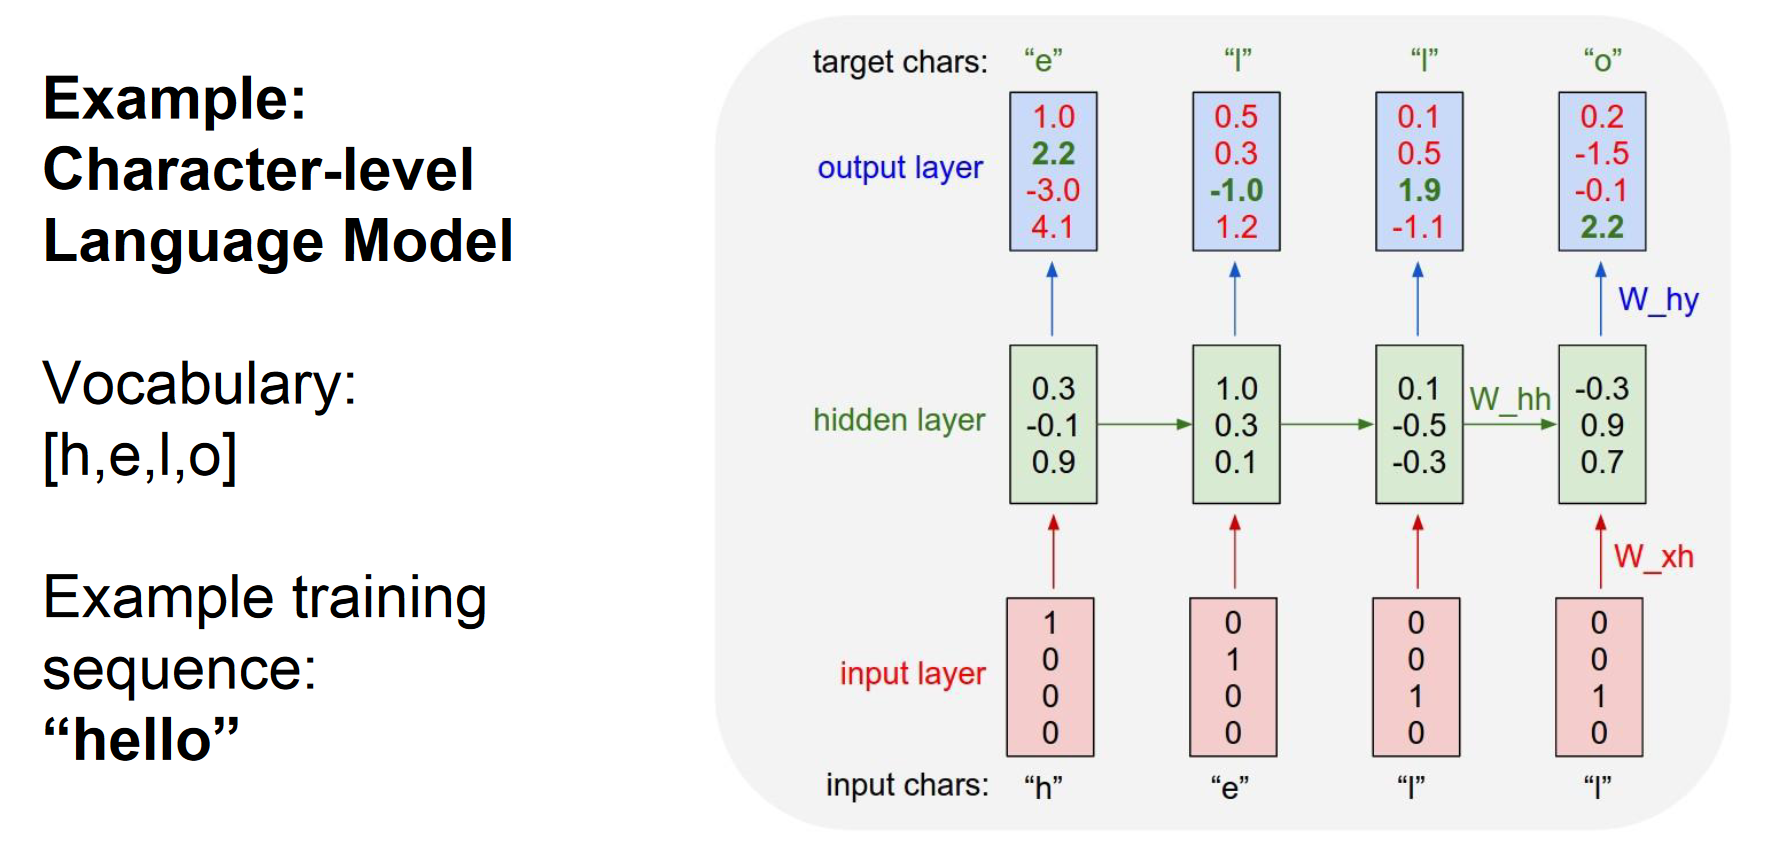 Example:
Character-level
Language Model
Vocabulary:
[h,e,l,o]
Example training
sequence:
“hello”
target chars: “e” “l” “l” “o”
1.0 0.5 0.1 0.2
2.2 0.3 0.5 -1.5
output layer
-3.0 -1.0 1.9 -0.1
4.1 1.2 -1.1 2.2
W_hy
0.3 1.0 0.1 -0.3
W_hh
hidden layer
-0.1 0.3 -0.5 0.9
0.9 0.1 -0.3 0.7
W_xh
1 0 0 0
0 1 0 0
input layer
0 0 1 1
0 0 0 0
input chars: “h” “e” “l” “l”